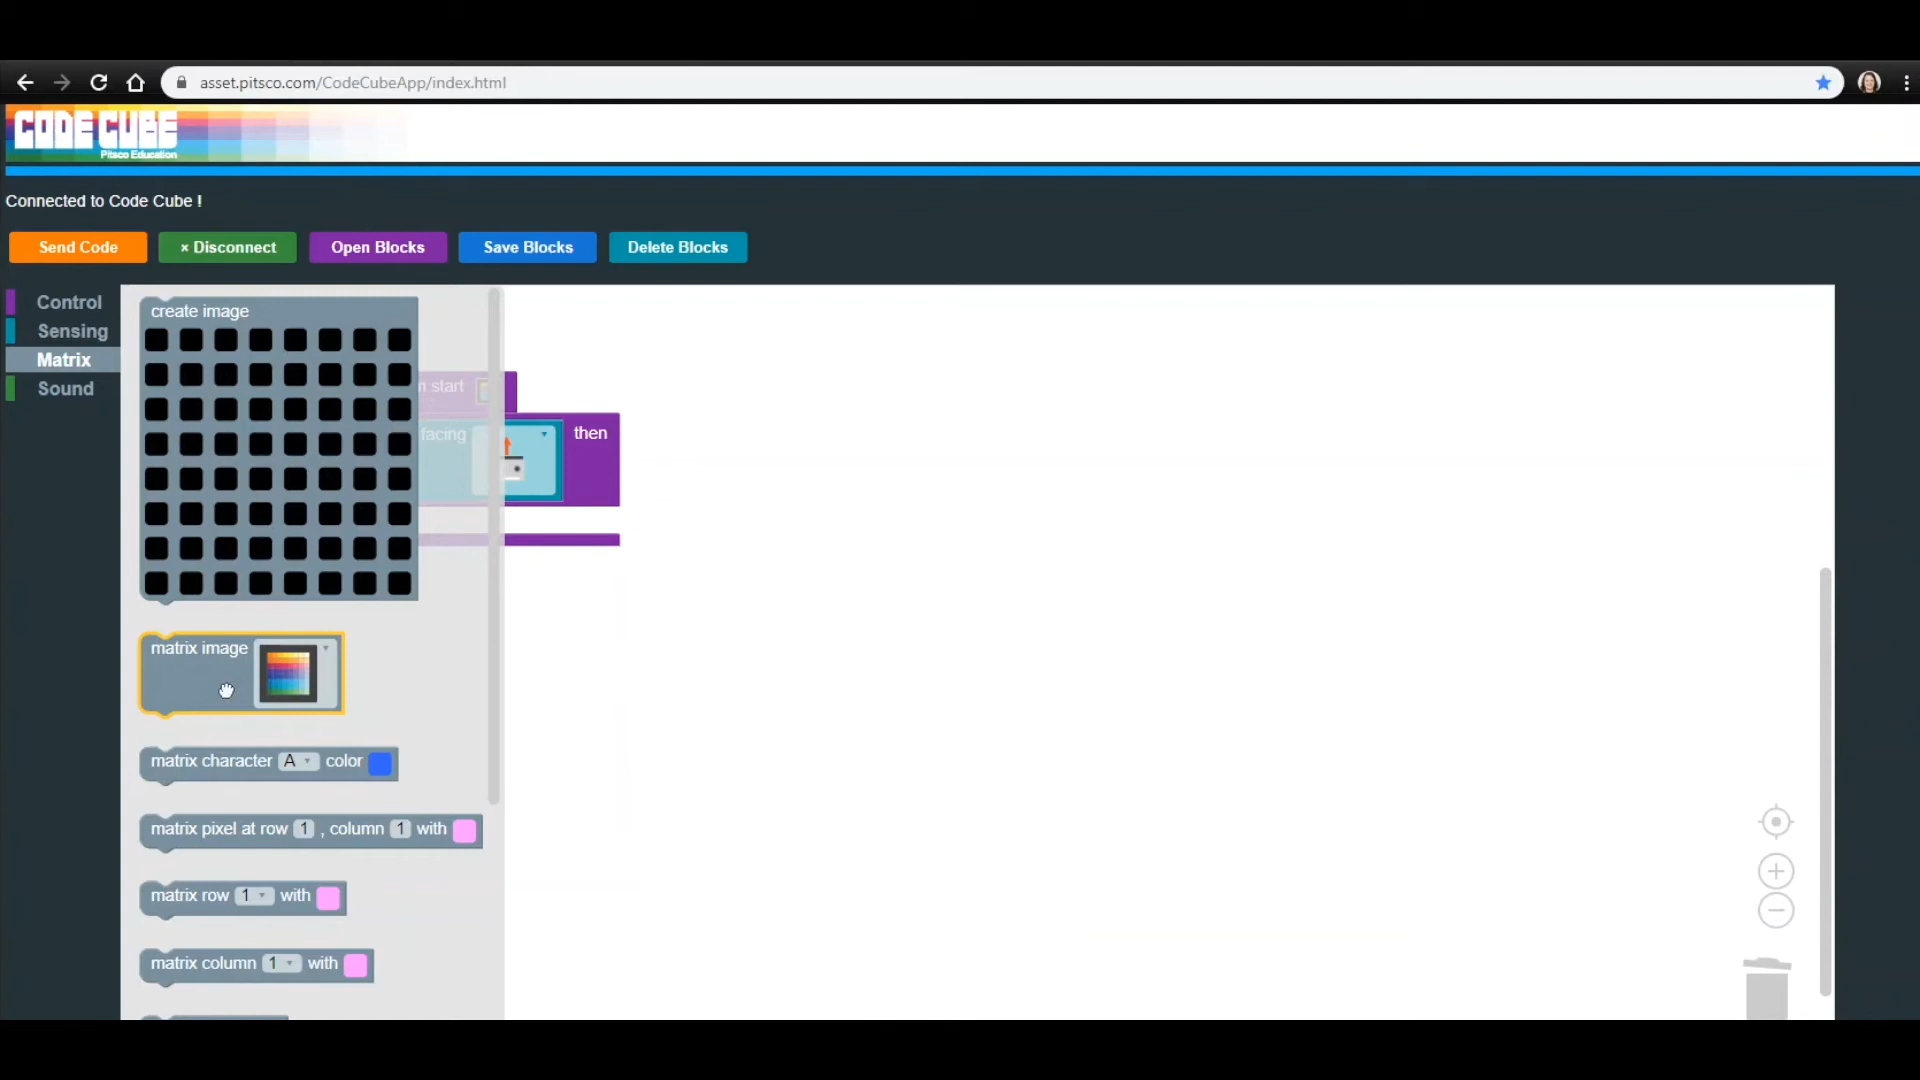 asset.pitsco.com/CodeCubeApp/index.html
CODE CUBE
Pitsco Education
Connected to Code Cube !
Send Code
× Disconnect
Open Blocks
Save Blocks
Delete Blocks
Control
Sensing
Matrix
Sound
create image
start
facing
then
matrix image
matrix character A color
matrix pixel at row 1 , column 1 with
matrix row 1 with
matrix column 1 with